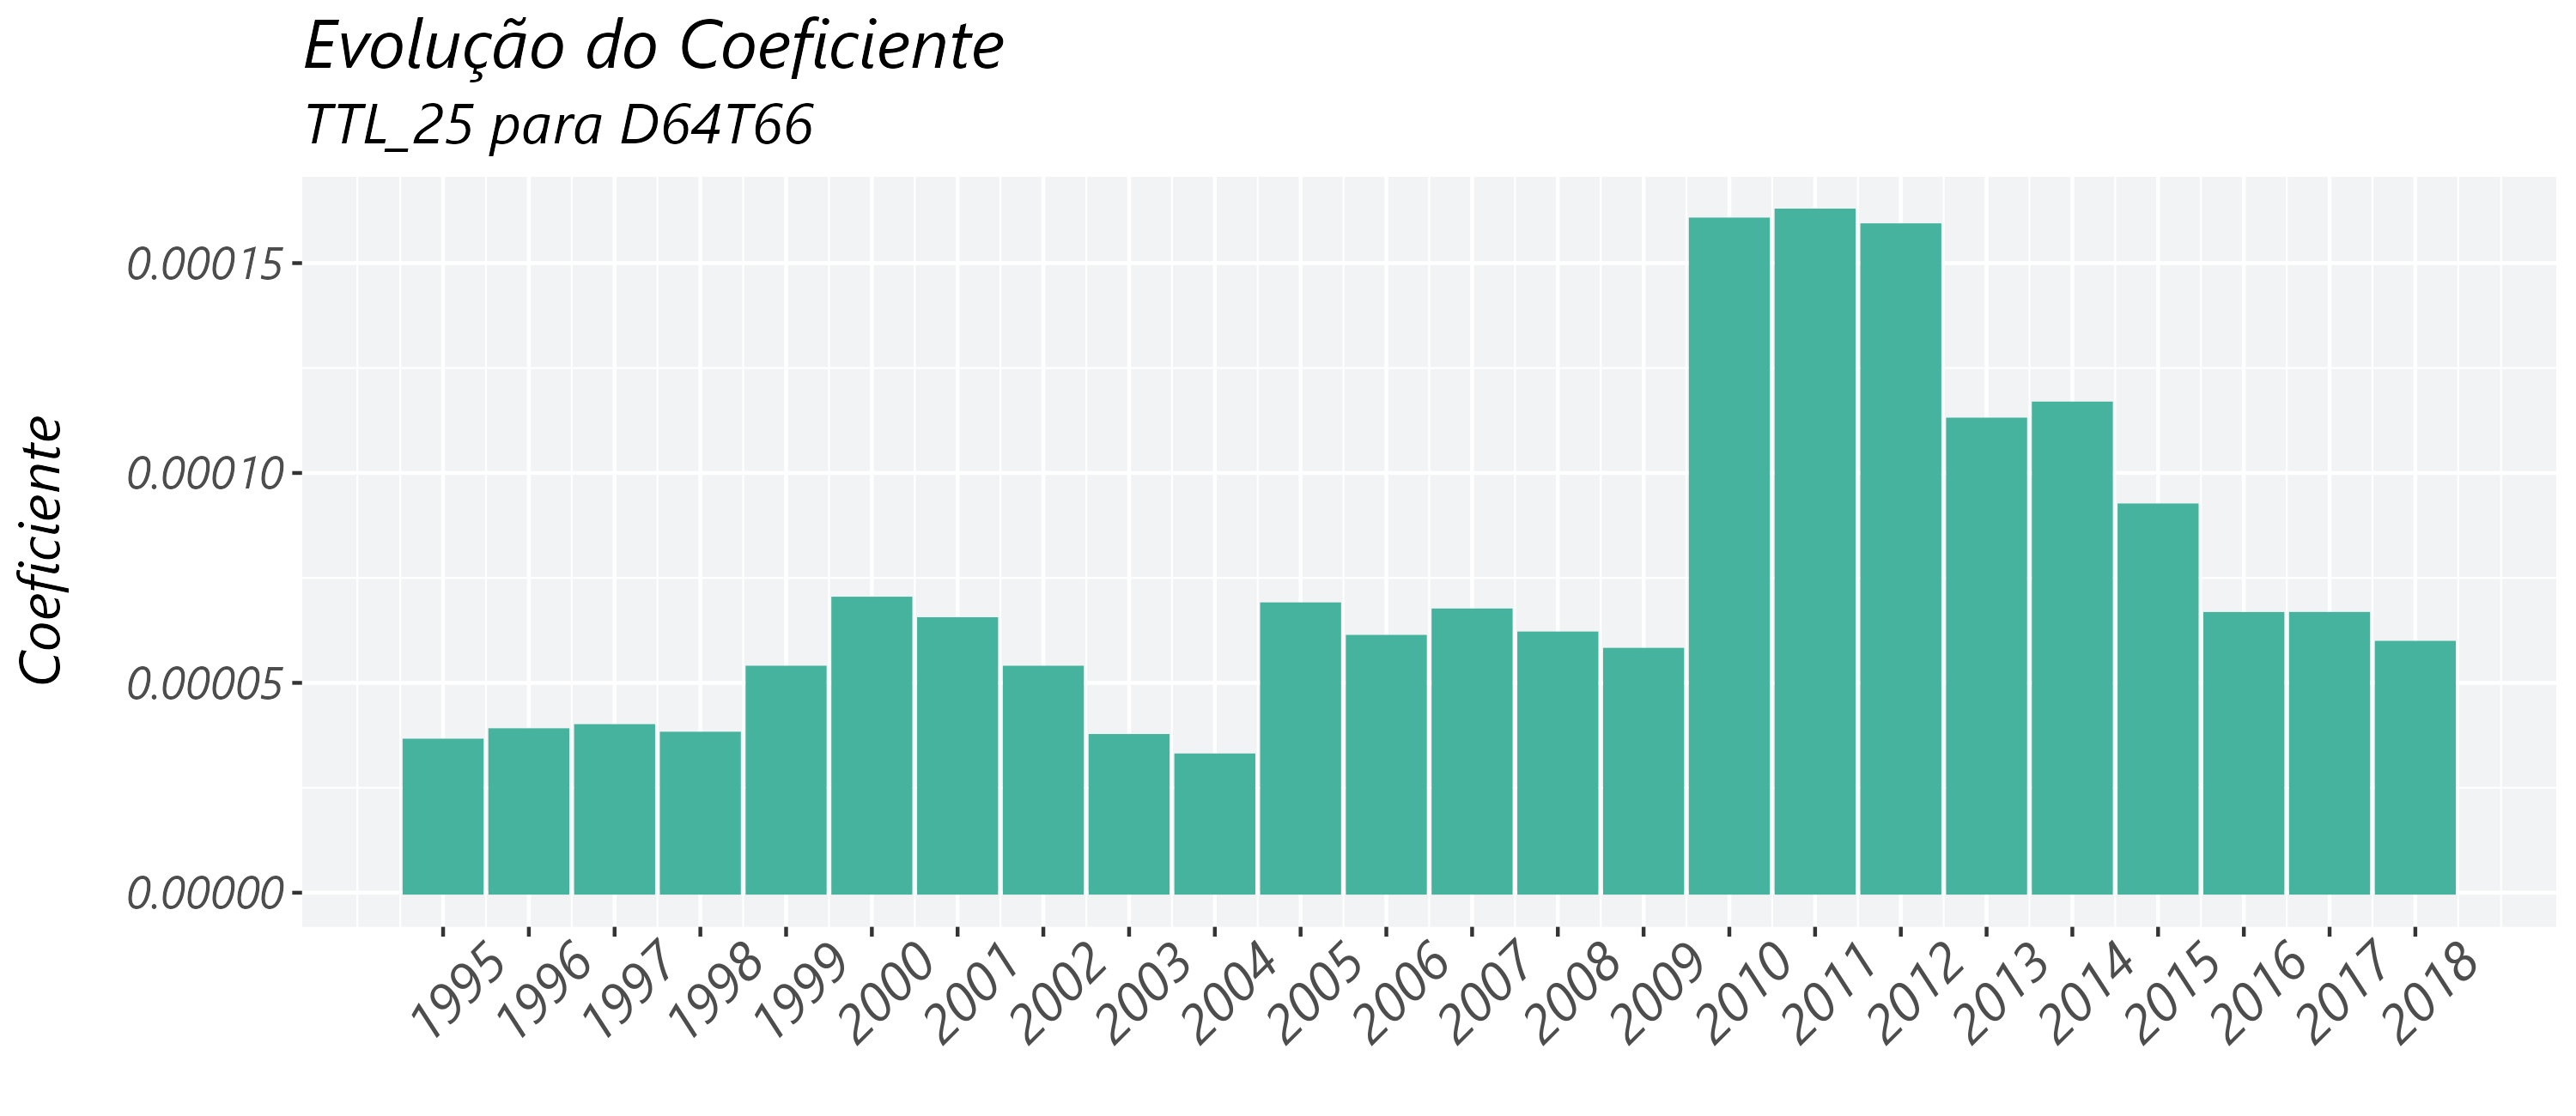 Evolução do Coeficiente
TTL_25 para D64T66
Coeficiente
0.00015
0.00010
0.00005
0.00000
1995 1996 1997 1998 1999 2000 2001 2002 2003 2004 2005 2006 2007 2008 2009 2010 2011 2012 2013 2014 2015 2016 2017 2018